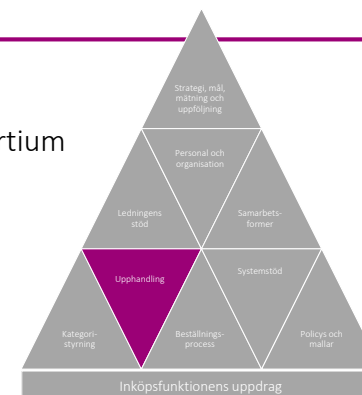 rtium
Strategi, mål,
mätning och
uppföljning
Personal och
organisation
Ledningens
stöd
Samarbets-
former
Upphandling
Systemstöd
Kategori-
styrning
Beställnings-
process
Policys och
mallar
Inköpsfunktionens uppdrag